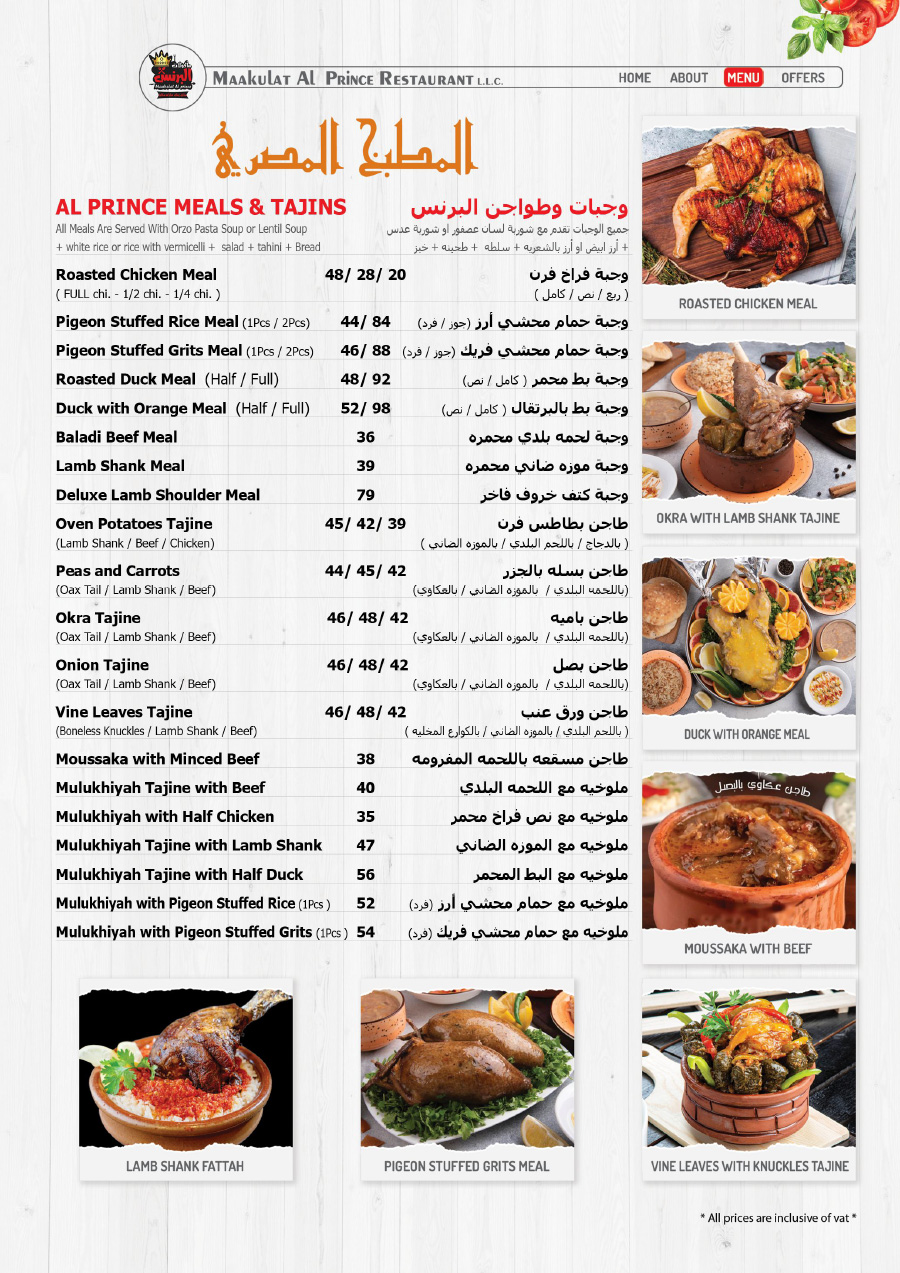 البرنس
Maakulat Al prince
MAAKULAT AL PRINCE RESTAURANT L.L.C.
HOME ABOUT MENU OFFERS
المطبخ المصري
AL PRINCE MEALS & TAJINS وجبات وطواجن البرنس
All Meals Are Served With Orzo Pasta Soup or Lentil Soup جميع الوجبات تقدم مع شوربة لسان عصفور او شوربة عدس
+ white rice or rice with vermicelli + salad + tahini + Bread + أرز ابيض او أرز بالشعريه + سلطه + طحينه + خبز
Roasted Chicken Meal 48/ 28/ 20 وجبة فراخ فرن
( FULL chi. - 1/2 chi. - 1/4 chi. ) ( ربع / نص / كامل )
Pigeon Stuffed Rice Meal (1Pcs / 2Pcs) 44/ 84 وجبة حمام محشي أرز (جوز / فرد)
Pigeon Stuffed Grits Meal (1Pcs / 2Pcs) 46/ 88 وجبة حمام محشي فريك (جوز / فرد)
Roasted Duck Meal (Half / Full) 48/ 92 وجبة بط محمر ( كامل / نص)
Duck with Orange Meal (Half / Full) 52/ 98 وجبة بط بالبرتقال ( كامل / نص)
Baladi Beef Meal 36 وجبة لحمه بلدي محمره
Lamb Shank Meal 39 وجبة موزه ضاني محمره
Deluxe Lamb Shoulder Meal 79 وجبة كتف خروف فاخر
Oven Potatoes Tajine 45/ 42/ 39 طاجن بطاطس فرن
(Lamb Shank / Beef / Chicken) ( بالدجاج / باللحم البلدي / بالموزه الضاني )
Peas and Carrots 44/ 45/ 42 طاجن بسله بالجزر
(Oax Tail / Lamb Shank / Beef) (باللحمه البلدي / بالموزه الضاني / بالعكاوي)
Okra Tajine 46/ 48/ 42 طاجن باميه
(Oax Tail / Lamb Shank / Beef) (باللحمه البلدي / بالموزه الضاني / بالعكاوي)
Onion Tajine 46/ 48/ 42 طاجن بصل
(Oax Tail / Lamb Shank / Beef) (باللحمه البلدي / بالموزه الضاني / بالعكاوي)
Vine Leaves Tajine 46/ 48/ 42 طاجن ورق عنب
(Boneless Knuckles / Lamb Shank / Beef) ( باللحم البلدي / بالموزه الضاني / بالكوارع المخليه )
Moussaka with Minced Beef 38 طاجن مسقعه باللحمه المفرومه
Mulukhiyah Tajine with Beef 40 ملوخيه مع اللحمه البلدي
Mulukhiyah with Half Chicken 35 ملوخيه مع نص فراخ محمر
Mulukhiyah Tajine with Lamb Shank 47 ملوخيه مع الموزه الضاني
Mulukhiyah Tajine with Half Duck 56 ملوخيه مع البط المحمر
Mulukhiyah with Pigeon Stuffed Rice (1Pcs ) 52 ملوخيه مع حمام محشي أرز (فرد)
Mulukhiyah with Pigeon Stuffed Grits (1Pcs ) 54 ملوخيه مع حمام محشي فريك (فرد)
ROASTED CHICKEN MEAL
OKRA WITH LAMB SHANK TAJINE
DUCK WITH ORANGE MEAL
طاجن عكاوي بالبصل
MOUSSAKA WITH BEEF
LAMB SHANK FATTAH
PIGEON STUFFED GRITS MEAL
VINE LEAVES WITH KNUCKLES TAJINE
* All prices are inclusive of vat *